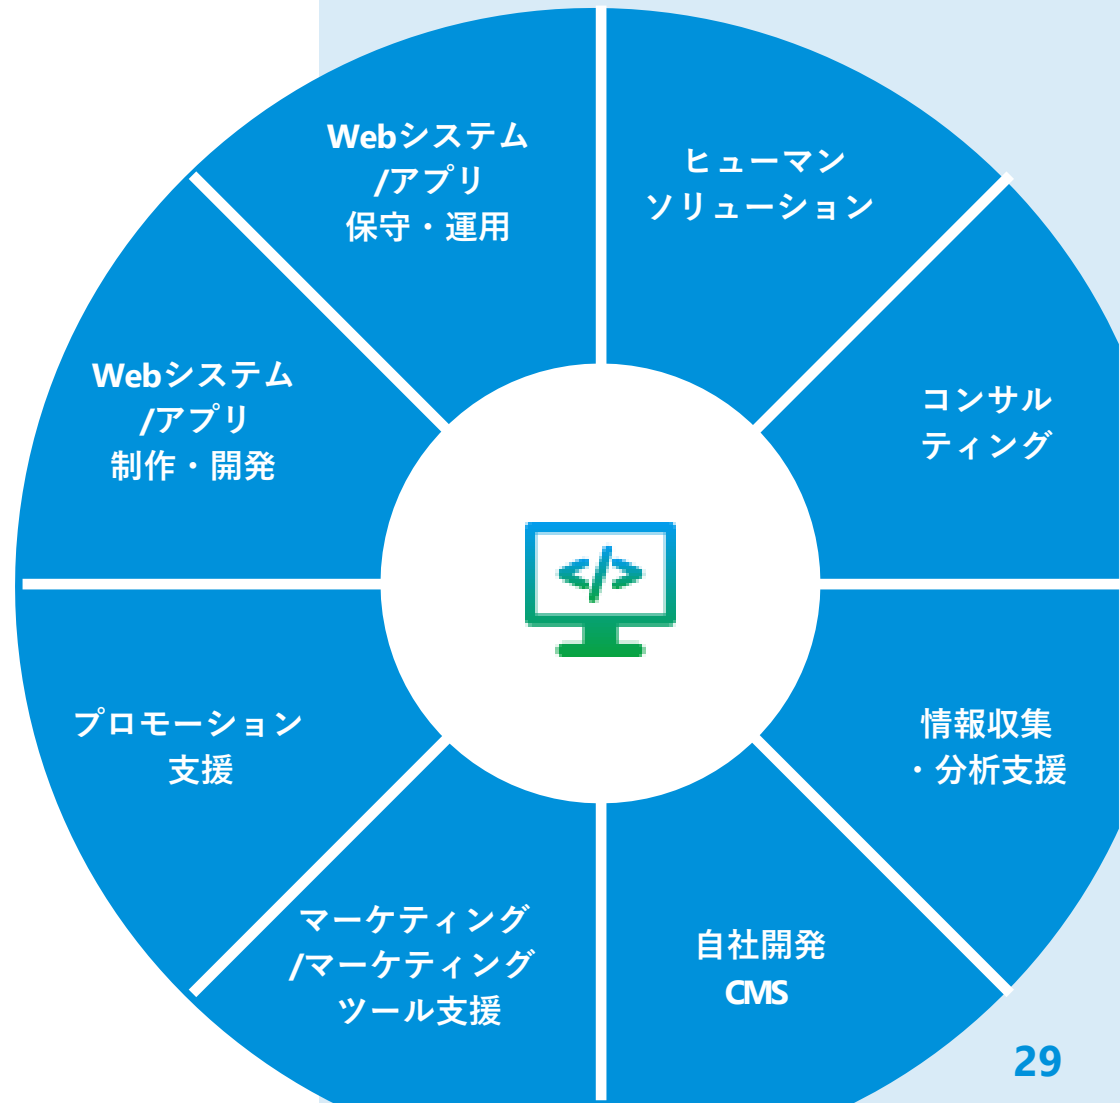 Webシステム
/アプリ
保守・運用
ヒューマン
ソリューション
Webシステム
/アプリ
制作・開発
コンサル
ティング
プロモーション
支援
情報収集
・分析支援
マーケティング
/マーケティング
ツール支援
自社開発
CMS
</>
29